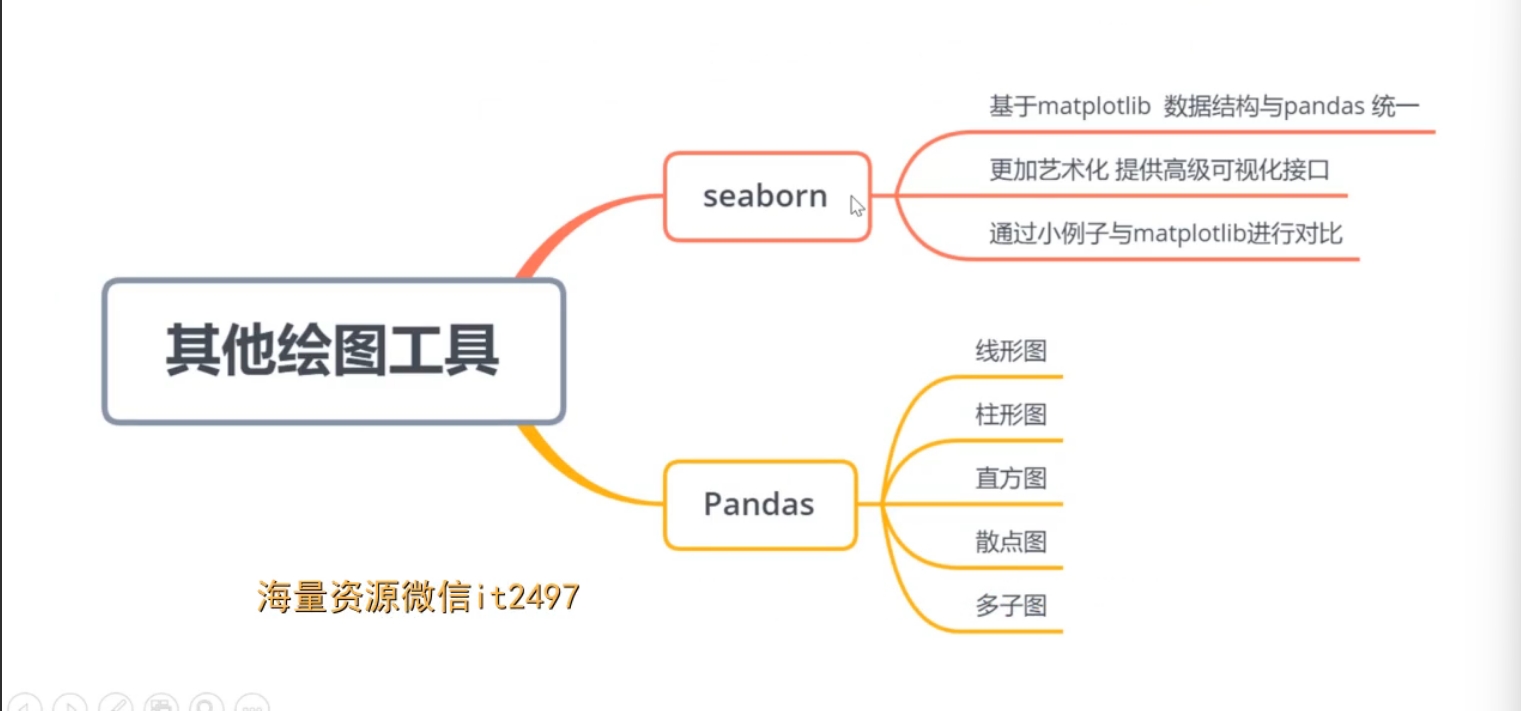 基于matplotlib 数据结构与pandas 统一
更加艺术化 提供高级可视化接口
seaborn
通过小例子与matplotlib进行对比
其他绘图工具
线形图
柱形图
直方图
Pandas
散点图
多子图
海量资源微信it2497